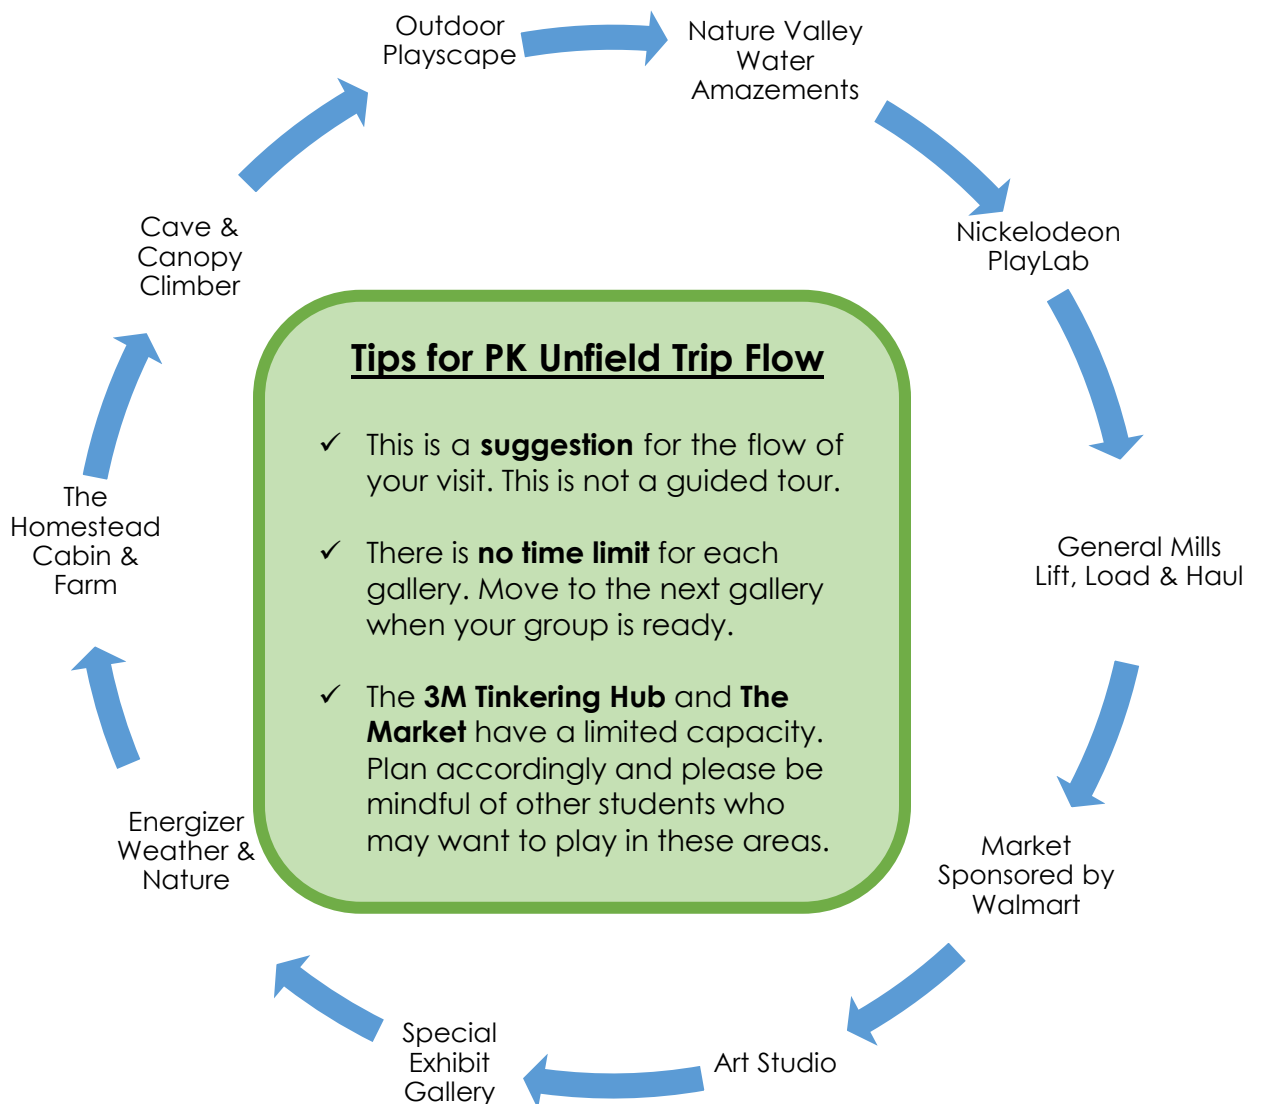 Outdoor
Playscape
Nature Valley
Water
Amazements
Nickelodeon
PlayLab
General Mills
Lift, Load & Haul
Market
Sponsored by
Walmart
Art Studio
Special
Exhibit
Gallery
Energizer
Weather &
Nature
The
Homestead
Cabin &
Farm
Cave &
Canopy
Climber
Tips for PK Unfield Trip Flow
✓ This is a suggestion for the flow of
your visit. This is not a guided tour.
✓ There is no time limit for each
gallery. Move to the next gallery
when your group is ready.
✓ The 3M Tinkering Hub and The
Market have a limited capacity.
Plan accordingly and please be
mindful of other students who
may want to play in these areas.